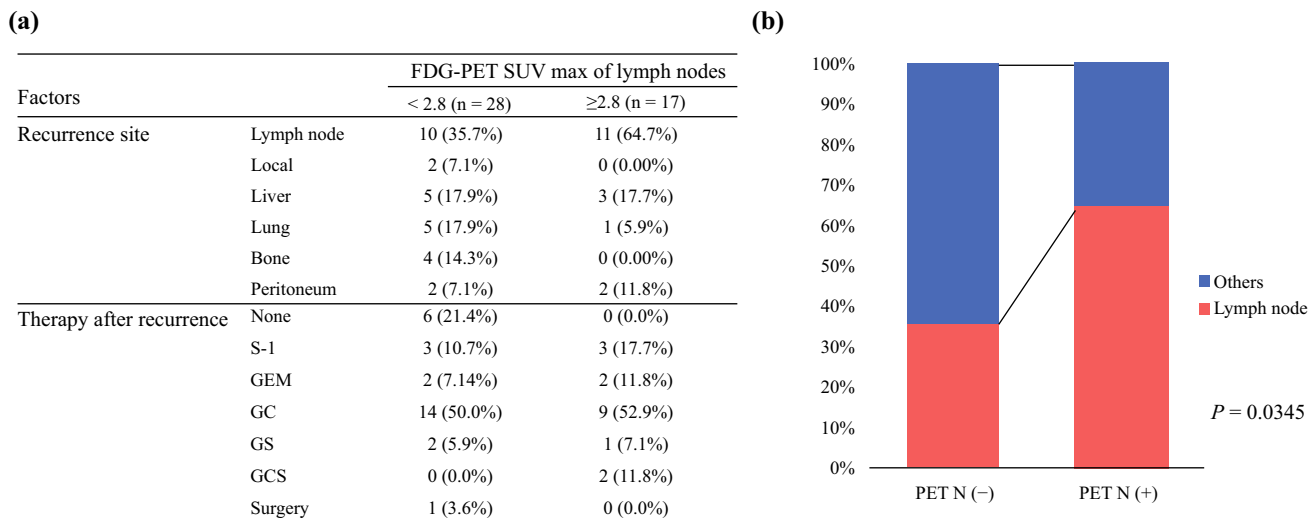 (a)
FDG-PET SUV max of lymph nodes
Factors
< 2.8 (n = 28) ≥2.8 (n = 17)
Recurrence site Lymph node 10 (35.7%) 11 (64.7%)
Local 2 (7.1%) 0 (0.00%)
Liver 5 (17.9%) 3 (17.7%)
Lung 5 (17.9%) 1 (5.9%)
Bone 4 (14.3%) 0 (0.00%)
Peritoneum 2 (7.1%) 2 (11.8%)
Therapy after recurrence None 6 (21.4%) 0 (0.0%)
S-1 3 (10.7%) 3 (17.7%)
GEM 2 (7.14%) 2 (11.8%)
GC 14 (50.0%) 9 (52.9%)
GS 2 (5.9%) 1 (7.1%)
GCS 0 (0.0%) 2 (11.8%)
Surgery 1 (3.6%) 0 (0.0%)
(b)
100%
90%
80%
70%
60%
50%
40%
30%
20%
10%
0%
PET N (−) PET N (+)
Others
Lymph node
P = 0.0345